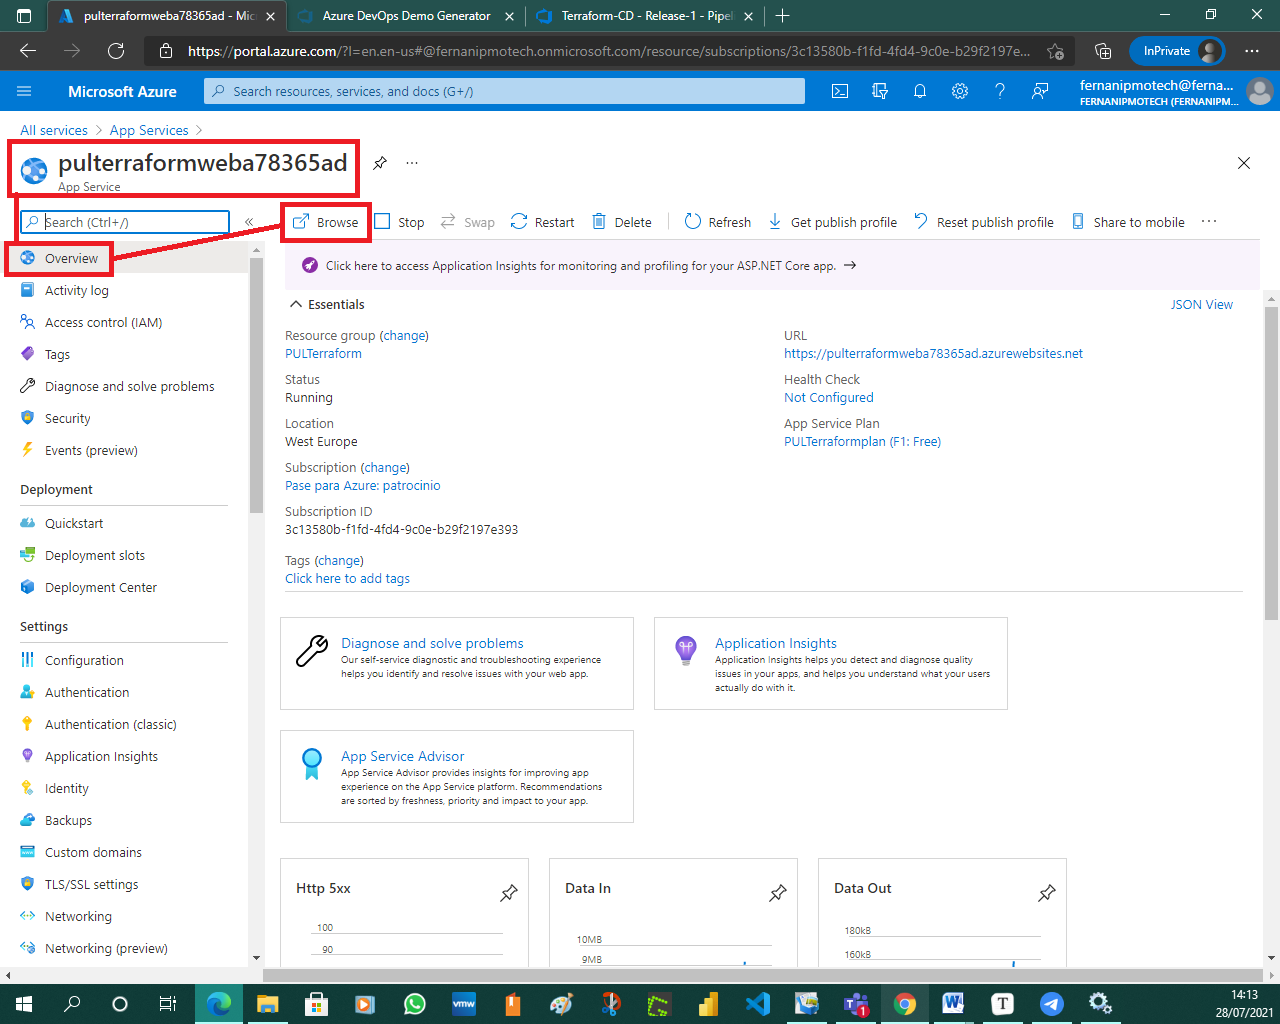 pulterraformweba78365ad - Mic
Azure DevOps Demo Generator
Terraform-CD - Release-1 - Pipeli
https://portal.azure.com/?l=en.en-us#@fernanipmotech.onmicrosoft.com/resource/subscriptions/3c13580b-f1fd-4fd4-9c0e-b29f2197e...
InPrivate
Microsoft Azure
Search resources, services, and docs (G+/)
fernanipmotech@ferna...
FERNANIPMOTECH (FERNANIPM...
All services > App Services >
pulterraformweba78365ad
App Service
Search (Ctrl+/)
«
Browse
Stop
Swap
Restart
Delete
Refresh
Get publish profile
Reset publish profile
Share to mobile
Overview
Activity log
Access control (IAM)
Tags
Diagnose and solve problems
Security
Events (preview)
Deployment
Quickstart
Deployment slots
Deployment Center
Settings
Configuration
Authentication
Authentication (classic)
Application Insights
Identity
Backups
Custom domains
TLS/SSL settings
Networking
Networking (preview)
Click here to access Application Insights for monitoring and profiling for your ASP.NET Core app. →
Essentials
JSON View
Resource group (change)
PULTerraform
Status
Running
Location
West Europe
Subscription (change)
Pase para Azure: patrocinio
Subscription ID
3c13580b-f1fd-4fd4-9c0e-b29f2197e393
Tags (change)
Click here to add tags
URL
https://pulterraformweba78365ad.azurewebsites.net
Health Check
Not Configured
App Service Plan
PULTerraformplan (F1: Free)
Diagnose and solve problems
Our self-service diagnostic and troubleshooting experience
helps you identify and resolve issues with your web app.
Application Insights
Application Insights helps you detect and diagnose quality
issues in your apps, and helps you understand what your users
actually do with it.
App Service Advisor
App Service Advisor provides insights for improving app
experience on the App Service platform. Recommendations
are sorted by freshness, priority and impact to your app.
Http 5xx
100
90
Data In
10MB
9MB
Data Out
180kB
160kB
vmw
1
W
T
14:13
28/07/2021